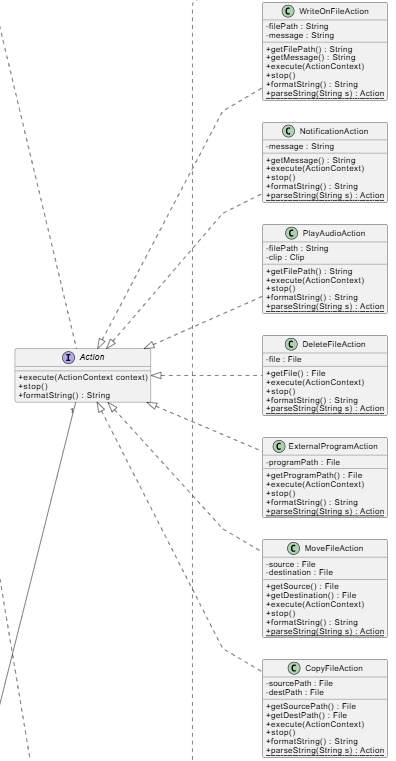 C WriteOnFileAction
-filePath : String
-message : String
+getFilePath() : String
+getMessage() : String
+execute(ActionContext)
+stop()
+formatString() : String
+parseString(String s) : Action
C NotificationAction
-message : String
+getMessage() : String
+execute(ActionContext)
+stop()
+formatString() : String
+parseString(String s) : Action
C PlayAudioAction
-filePath : String
-clip : Clip
+getFilePath() : String
+execute(ActionContext)
+stop()
+formatString() : String
+parseString(String s) : Action
I Action
+execute(ActionContext context)
+stop()
+formatString() : String
1
C DeleteFileAction
-file : File
+getFile() : File
+execute(ActionContext)
+stop()
+formatString() : String
+parseString(String s) : Action
C ExternalProgramAction
-programPath : File
+getProgramPath() : File
+execute(ActionContext)
+stop()
+formatString() : String
+parseString(String s) : Action
C MoveFileAction
-source : File
-destination : File
+getSource() : File
+getDestination() : File
+execute(ActionContext)
+stop()
+formatString() : String
+parseString(String s) : Action
C CopyFileAction
-sourcePath : File
-destPath : File
+getSourcePath() : File
+getDestPath() : File
+execute(ActionContext)
+stop()
+formatString() : String
+parseString(String s) : Action